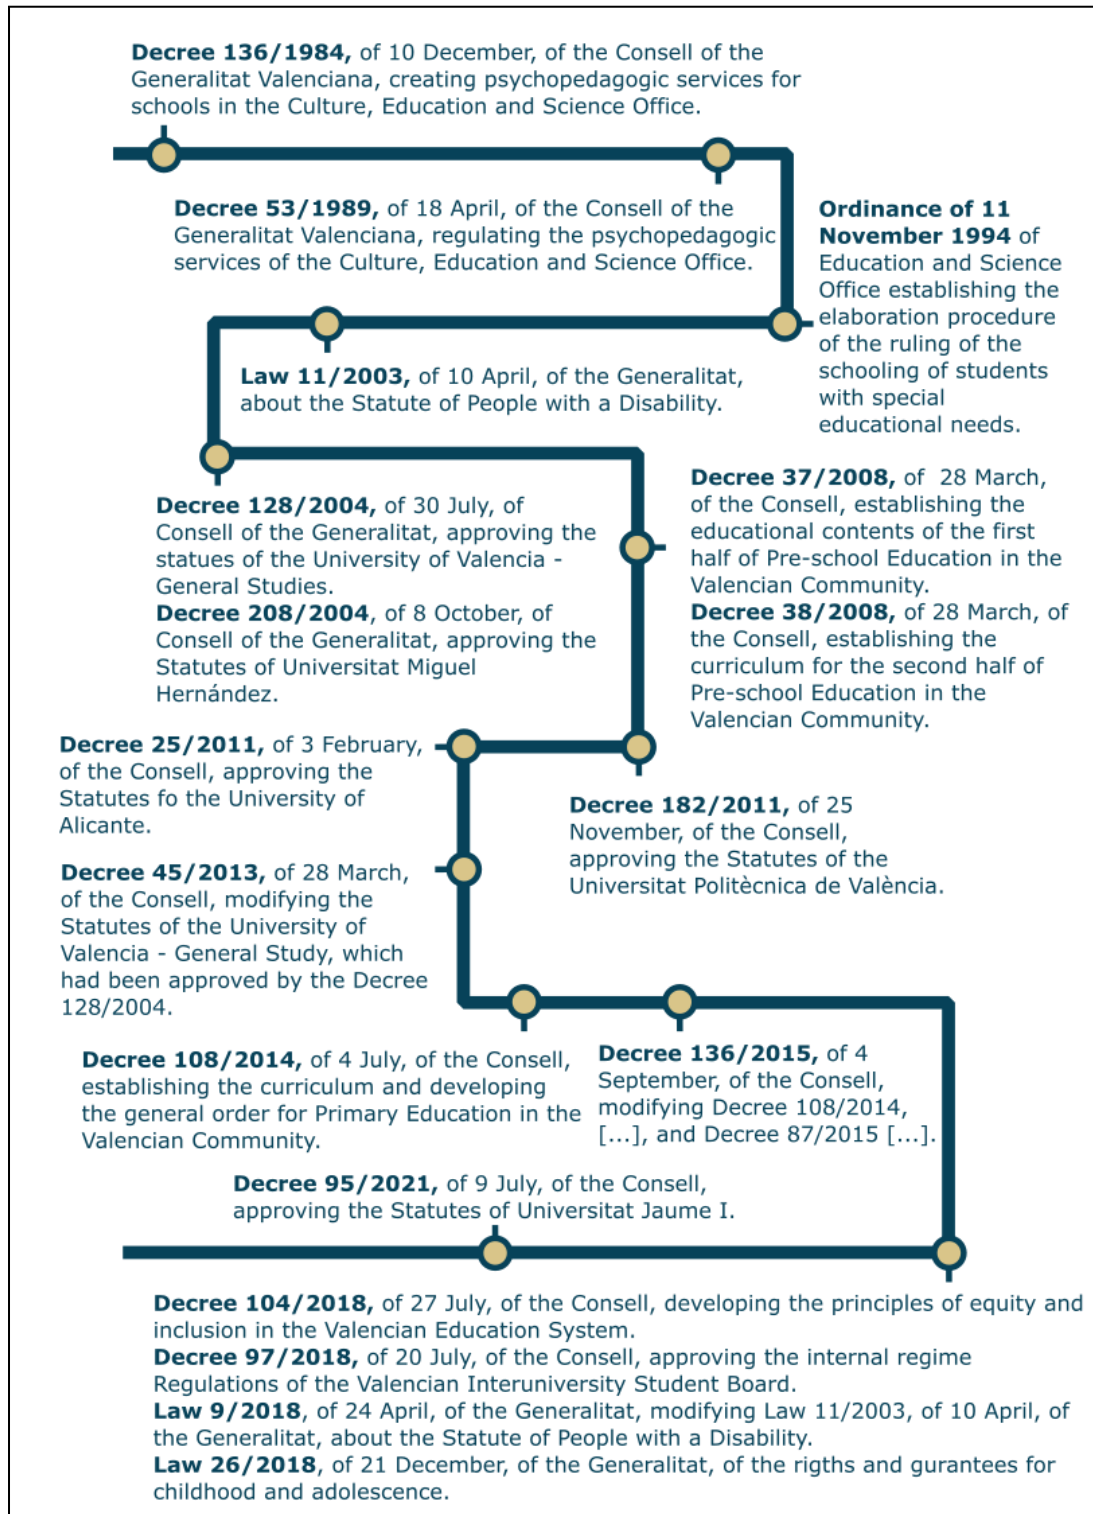 Decree 136/1984, of 10 December, of the Consell of the
Generalitat Valenciana, creating psychopedagogic services for
schools in the Culture, Education and Science Office.
Decree 53/1989, of 18 April, of the Consell of the
Generalitat Valenciana, regulating the psychopedagogic
services of the Culture, Education and Science Office.
Ordinance of 11
November 1994 of
Education and Science
Office establishing the
elaboration procedure
of the ruling of the
schooling of students
with special
educational needs.
Law 11/2003, of 10 April, of the Generalitat,
about the Statute of People with a Disability.
Decree 128/2004, of 30 July, of
Consell of the Generalitat, approving the
statues of the University of Valencia -
General Studies.
Decree 208/2004, of 8 October, of
Consell of the Generalitat, approving the
Statutes of Universitat Miguel
Hernández.
Decree 37/2008, of 28 March,
of the Consell, establishing the
educational contents of the first
half of Pre-school Education in the
Valencian Community.
Decree 38/2008, of 28 March, of
the Consell, establishing the
curriculum for the second half of
Pre-school Education in the
Valencian Community.
Decree 25/2011, of 3 February,
of the Consell, approving the
Statutes fo the University of
Alicante.
Decree 182/2011, of 25
November, of the Consell,
approving the Statutes of the
Universitat Politècnica de València.
Decree 45/2013, of 28 March,
of the Consell, modifying the
Statutes of the University of
Valencia - General Study, which
had been approved by the Decree
128/2004.
Decree 108/2014, of 4 July, of the Consell,
establishing the curriculum and developing
the general order for Primary Education in the
Valencian Community.
Decree 136/2015, of 4
September, of the Consell,
modifying Decree 108/2014,
[...], and Decree 87/2015 [...].
Decree 95/2021, of 9 July, of the Consell,
approving the Statutes of Universitat Jaume I.
Decree 104/2018, of 27 July, of the Consell, developing the principles of equity and
inclusion in the Valencian Education System.
Decree 97/2018, of 20 July, of the Consell, approving the internal regime
Regulations of the Valencian Interuniversity Student Board.
Law 9/2018, of 24 April, of the Generalitat, modifying Law 11/2003, of 10 April, of
the Generalitat, about the Statute of People with a Disability.
Law 26/2018, of 21 December, of the Generalitat, of the rigths and gurantees for
childhood and adolescence.